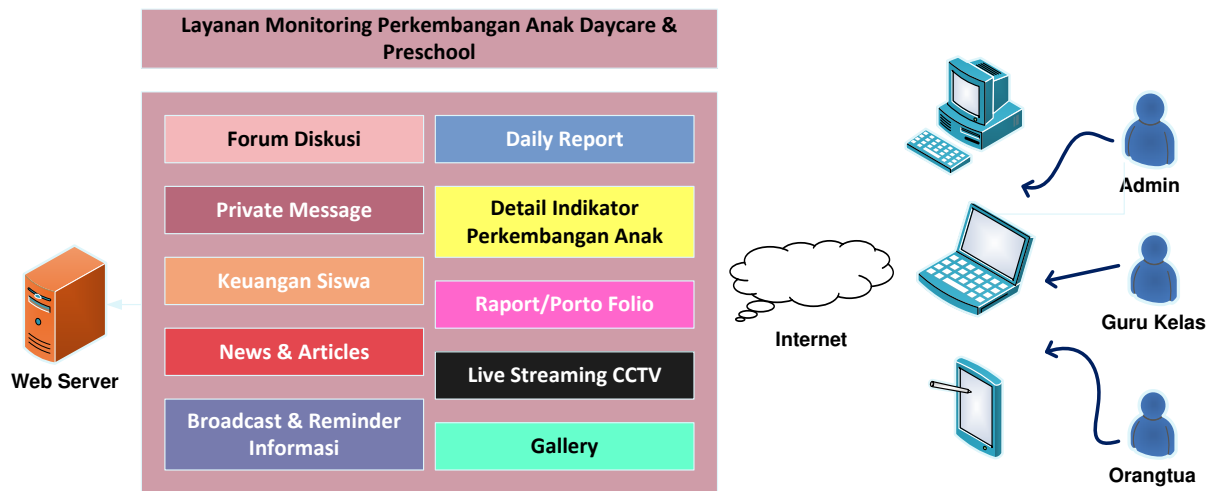 Layanan Monitoring Perkembangan Anak Daycare &
Preschool
Forum Diskusi
Daily Report
Private Message
Detail Indikator
Perkembangan Anak
Keuangan Siswa
Raport/Porto Folio
News & Articles
Live Streaming CCTV
Broadcast & Reminder
Informasi
Gallery
Web Server
Internet
Admin
Guru Kelas
Orangtua